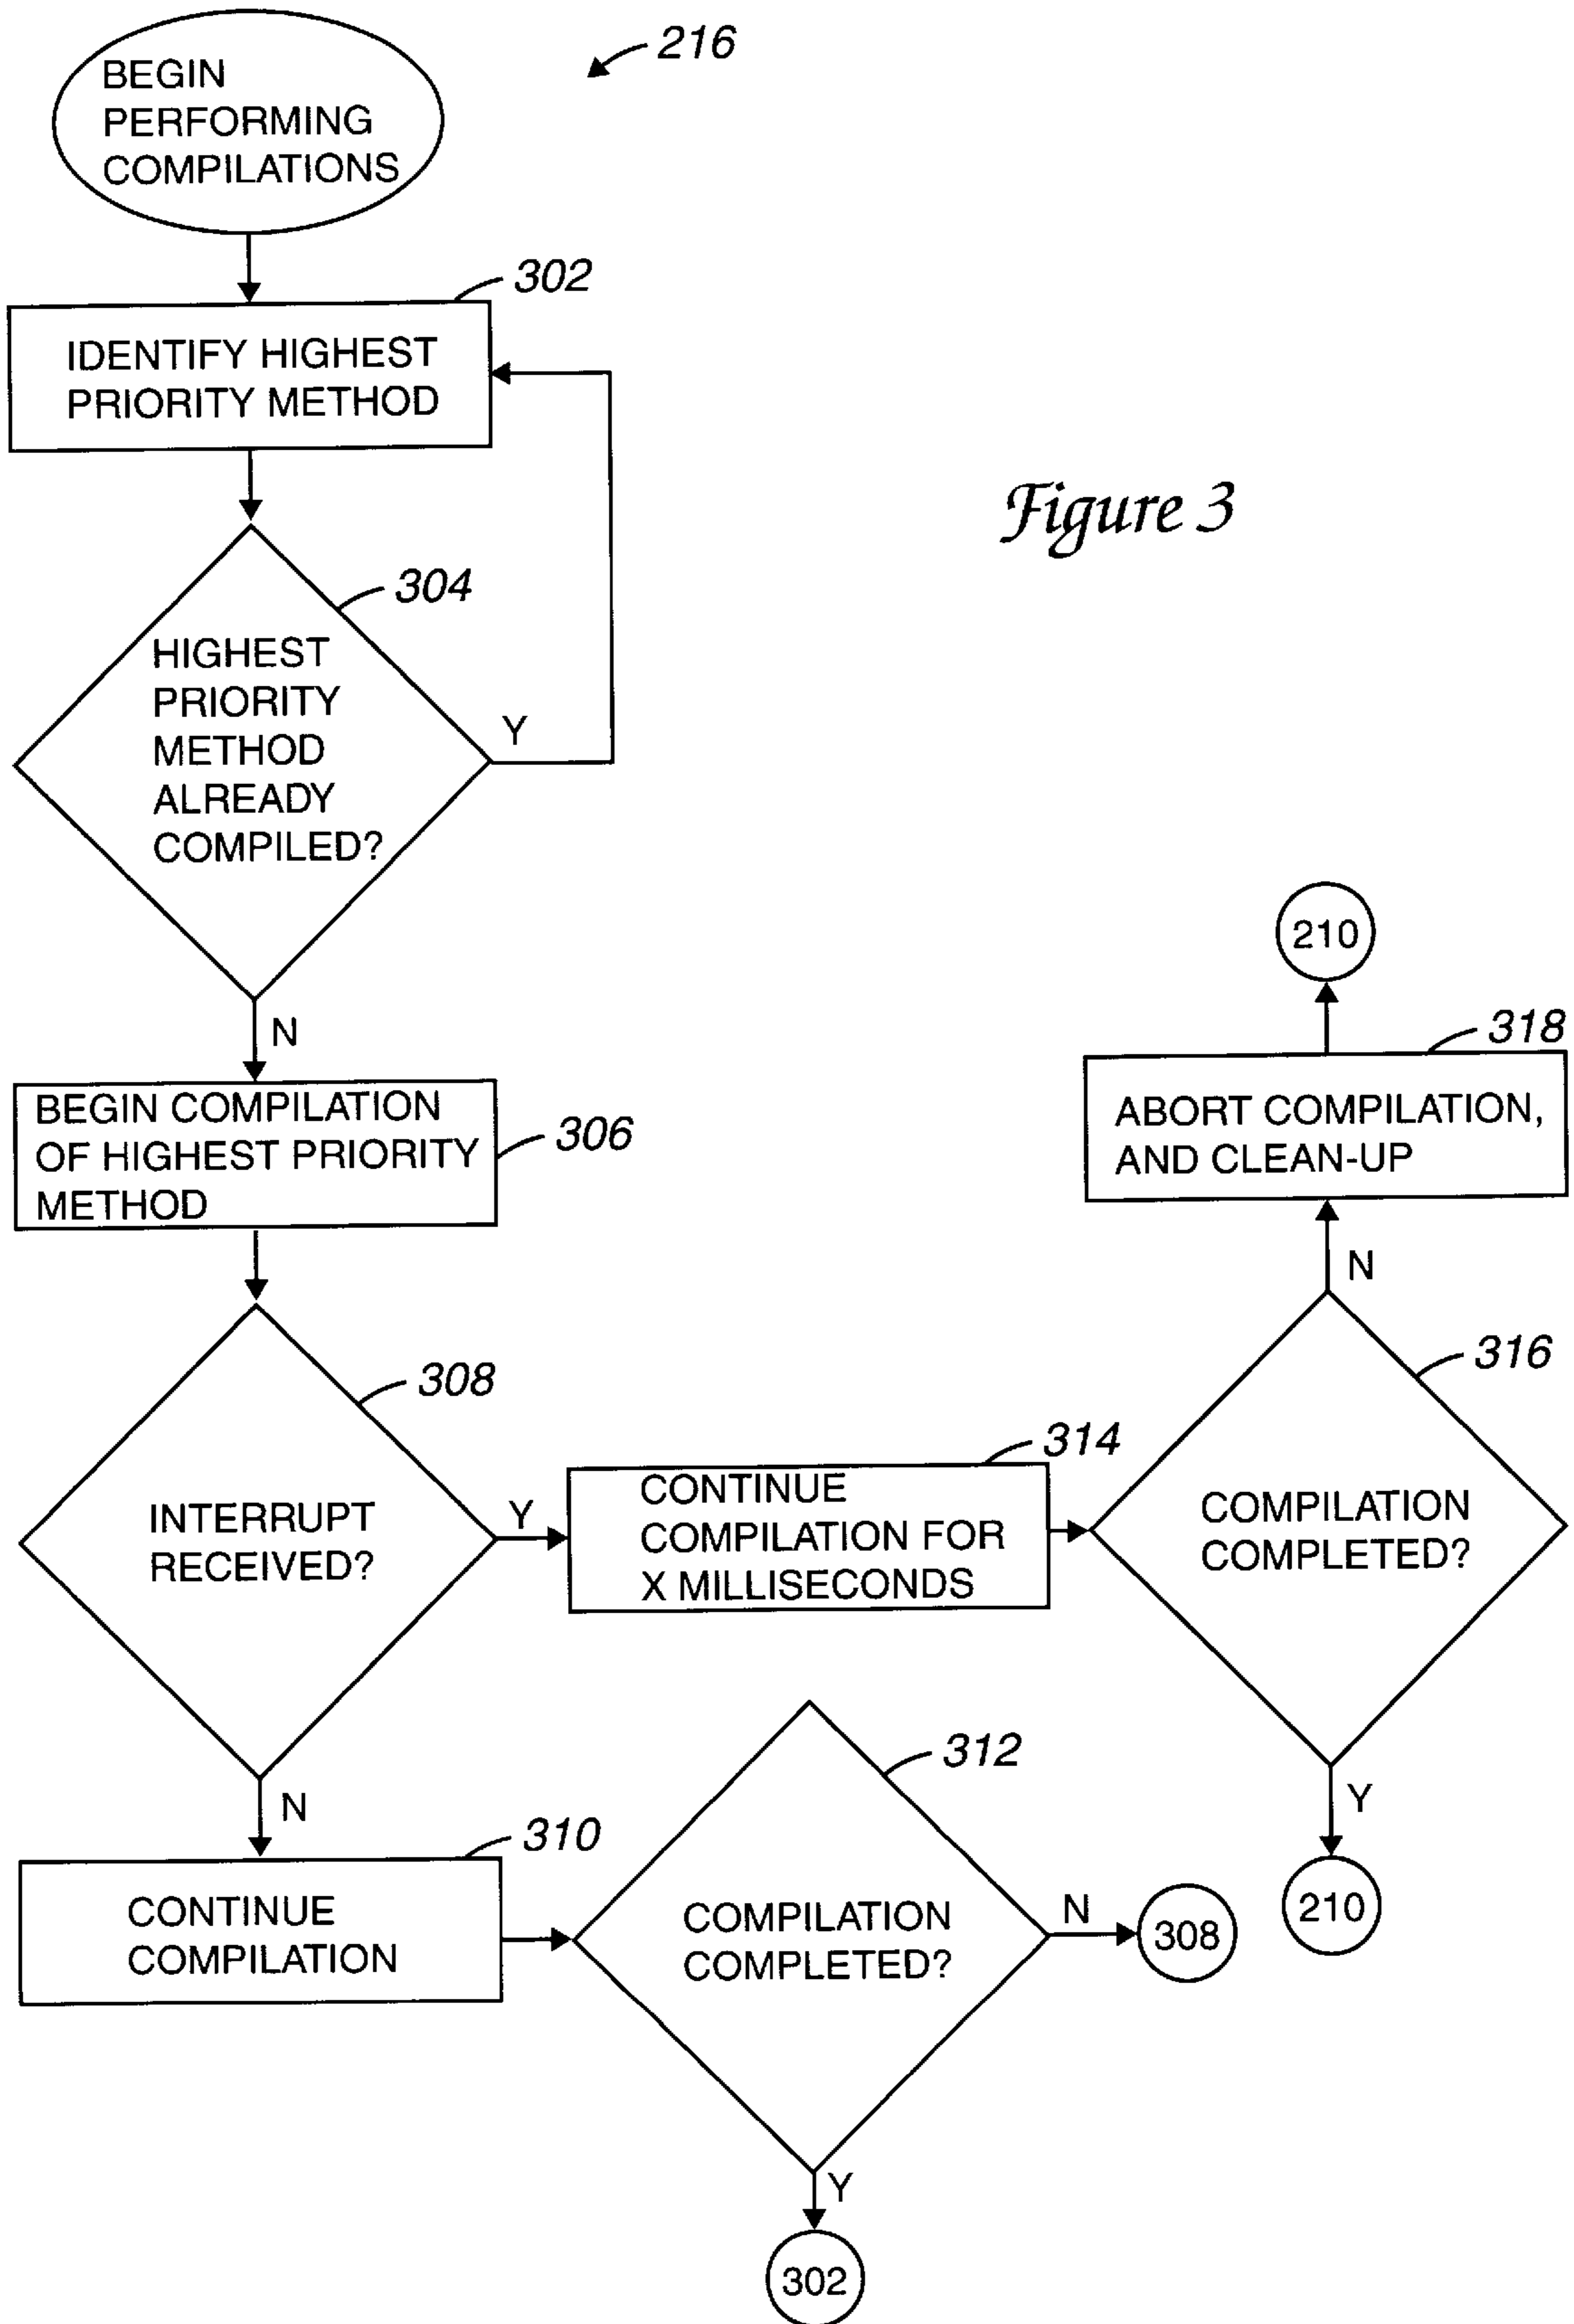 216
BEGIN
PERFORMING
COMPILATIONS
302
IDENTIFY HIGHEST
PRIORITY METHOD
Figure 3
304
HIGHEST
PRIORITY
METHOD
ALREADY
COMPILED?
Y
N
210
318
ABORT COMPILATION,
AND CLEAN-UP
BEGIN COMPILATION
OF HIGHEST PRIORITY
METHOD
306
N
316
308
INTERRUPT
RECEIVED?
Y
314
CONTINUE
COMPILATION FOR
X MILLISECONDS
COMPILATION
COMPLETED?
Y
210
N
310
CONTINUE
COMPILATION
312
COMPILATION
COMPLETED?
N
308
Y
302